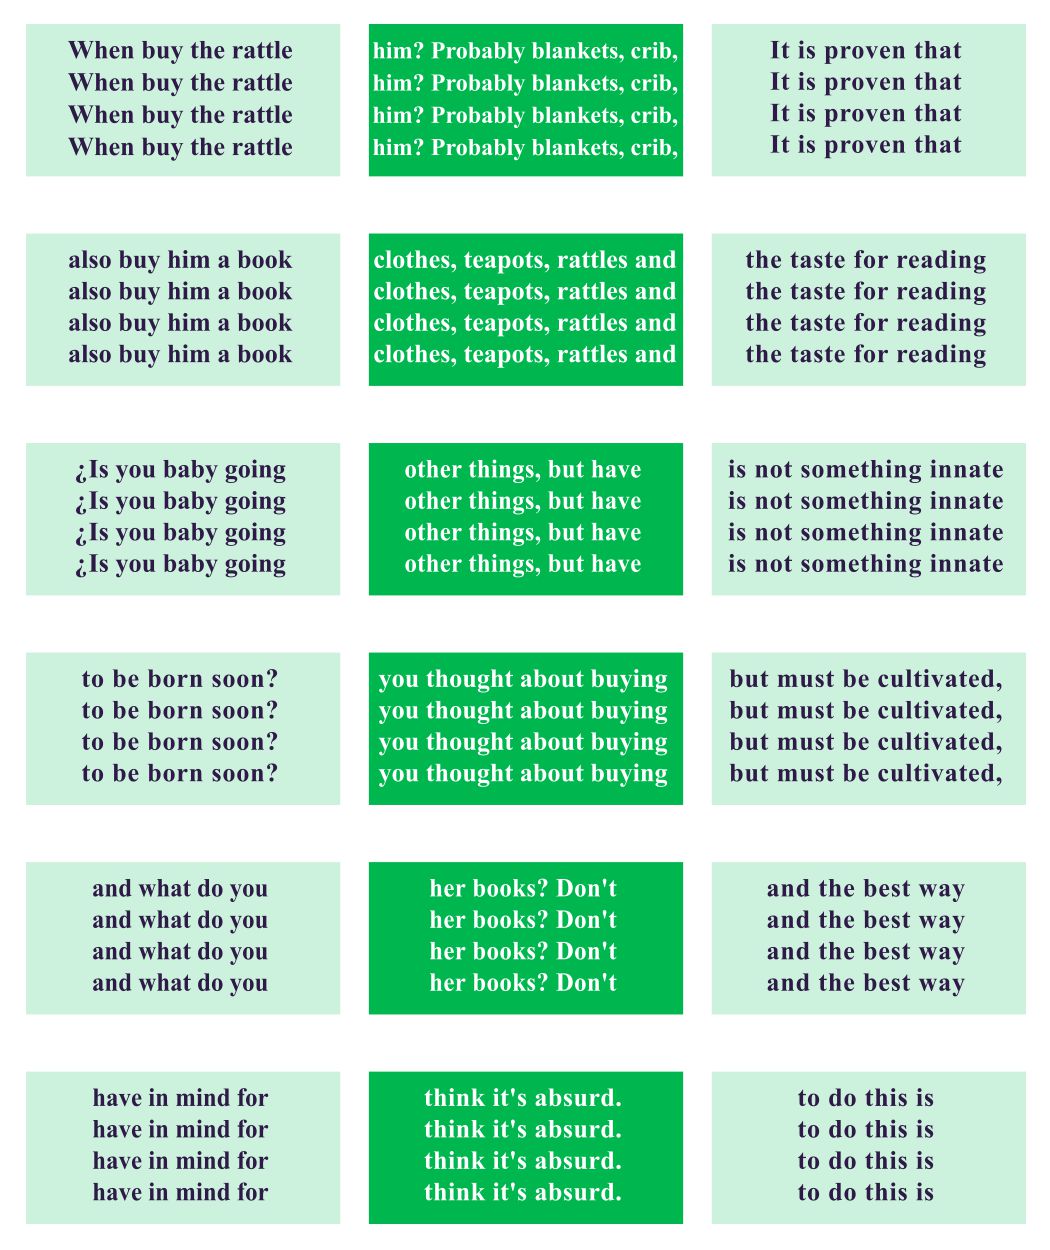 When buy the rattle
When buy the rattle
When buy the rattle
When buy the rattle
also buy him a book
also buy him a book
also buy him a book
also buy him a book
¿Is you baby going
¿Is you baby going
¿Is you baby going
¿Is you baby going
to be born soon?
to be born soon?
to be born soon?
to be born soon?
and what do you
and what do you
and what do you
and what do you
have in mind for
have in mind for
have in mind for
have in mind for
him? Probably blankets, crib,
him? Probably blankets, crib,
him? Probably blankets, crib,
him? Probably blankets, crib,
clothes, teapots, rattles and
clothes, teapots, rattles and
clothes, teapots, rattles and
clothes, teapots, rattles and
other things, but have
other things, but have
other things, but have
other things, but have
you thought about buying
you thought about buying
you thought about buying
you thought about buying
her books? Don't
her books? Don't
her books? Don't
her books? Don't
think it's absurd.
think it's absurd.
think it's absurd.
think it's absurd.
It is proven that
It is proven that
It is proven that
It is proven that
the taste for reading
the taste for reading
the taste for reading
the taste for reading
is not something innate
is not something innate
is not something innate
is not something innate
but must be cultivated,
but must be cultivated,
but must be cultivated,
but must be cultivated,
and the best way
and the best way
and the best way
and the best way
to do this is
to do this is
to do this is
to do this is